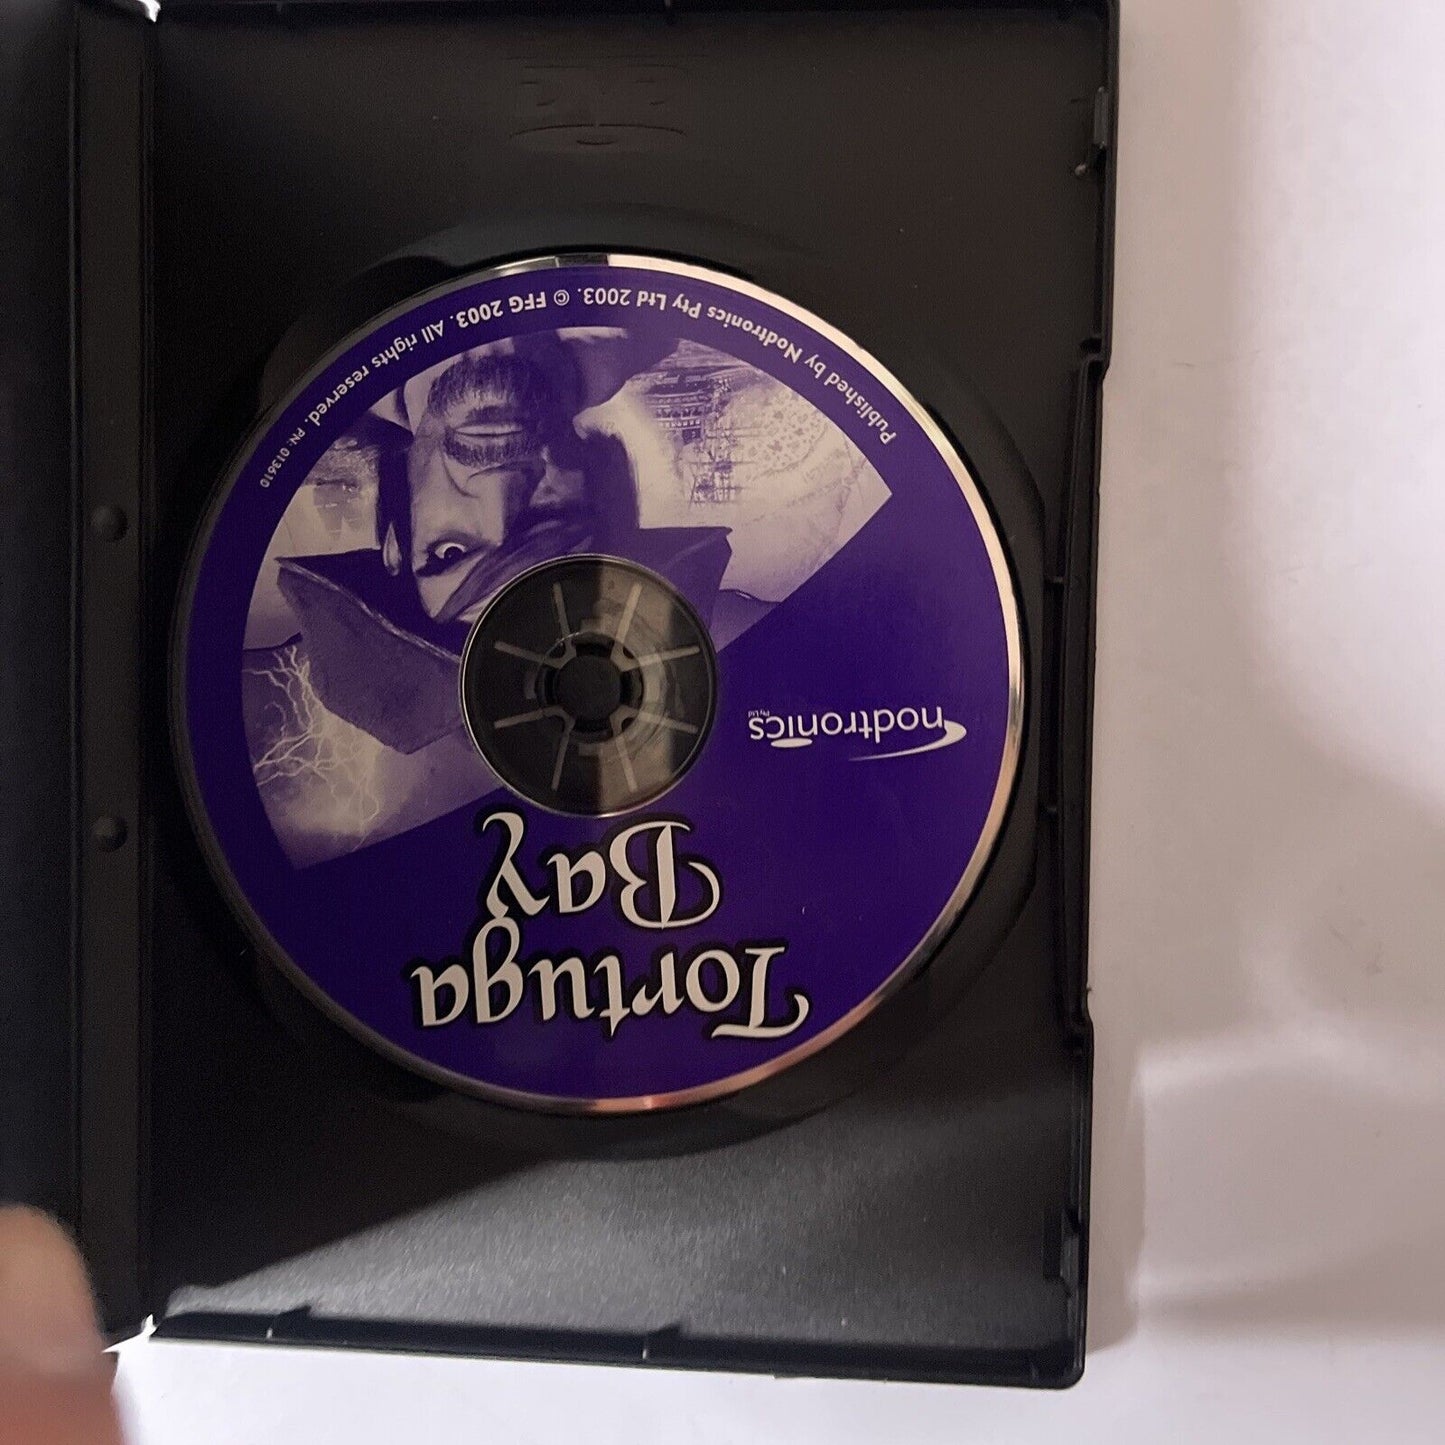 Tortuga
Bay
nodtronics
Pty Ltd
Published by Nodtronics Pty Ltd 2003. © FFG 2003. All rights reserved. PN: 013610